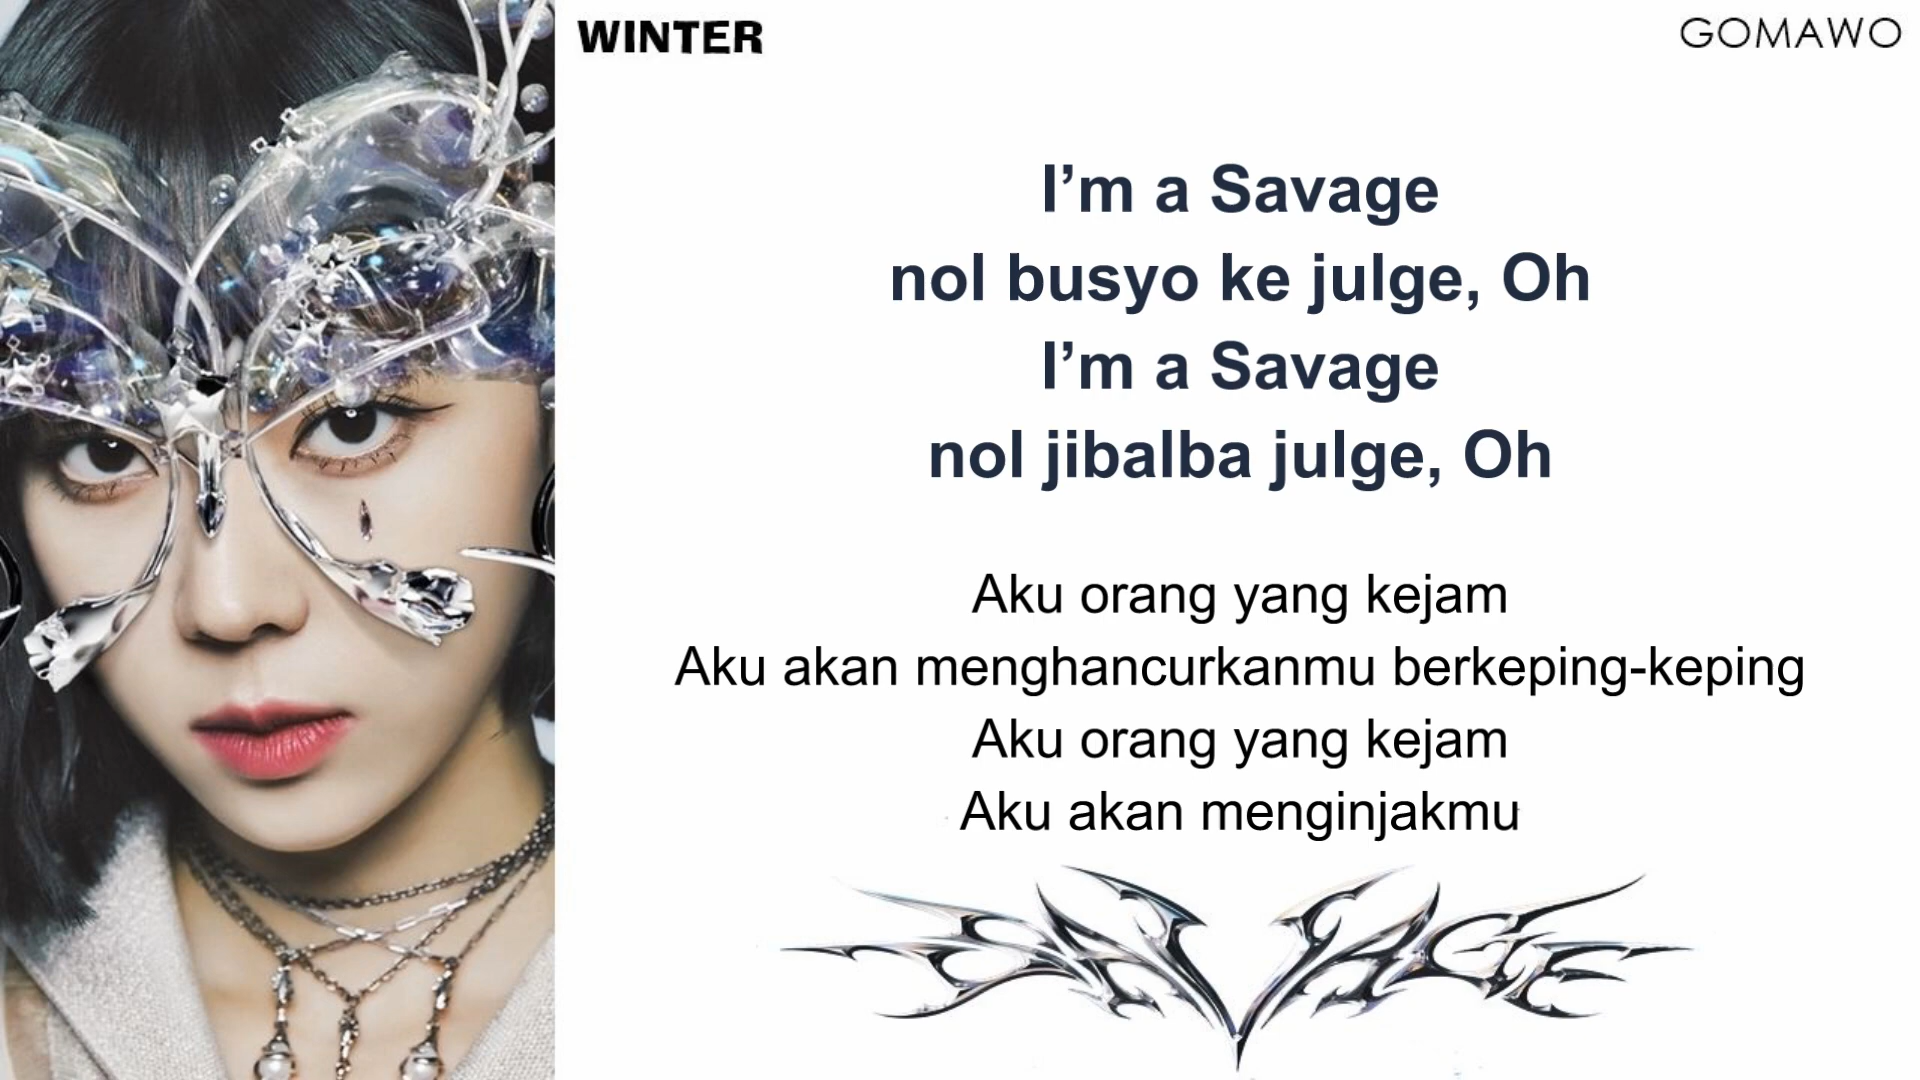 WINTER
GOMAWO
I’m a Savage
nol busyo ke julge, Oh
I’m a Savage
nol jibalba julge, Oh
Aku orang yang kejam
Aku akan menghancurkanmu berkeping-keping
Aku orang yang kejam
Aku akan menginjakmu
SAVAGE